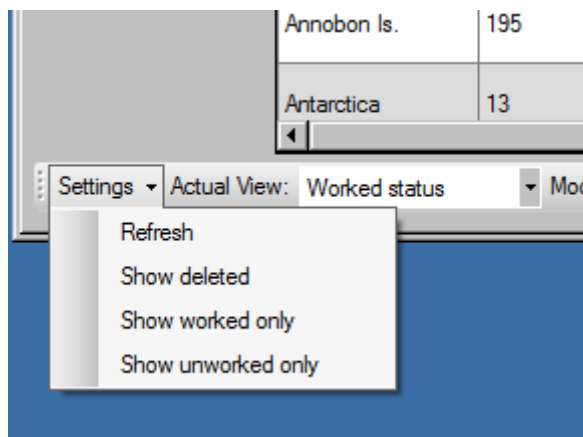 Annobon Is. 195
Antarctica 13
Settings Actual View: Worked status
Refresh
Show deleted
Show worked only
Show unworked only